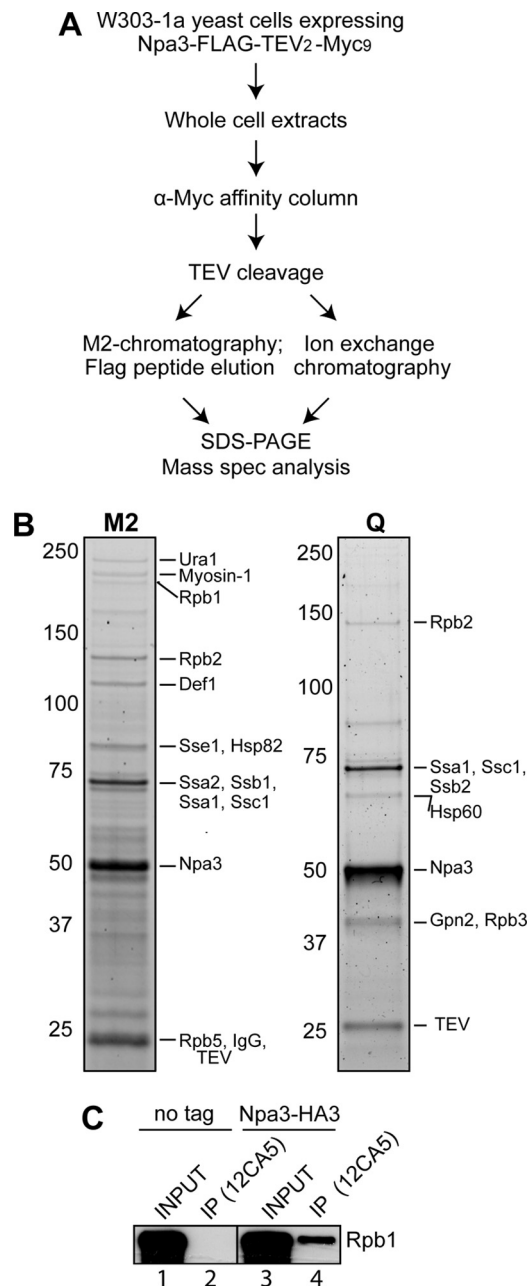 A
W303-1a yeast cells expressing
Npa3-FLAG-TEV2-Myc9
Whole cell extracts
α-Myc affinity column
TEV cleavage
M2-chromatography;
Flag peptide elution
Ion exchange
chromatography
SDS-PAGE
Mass spec analysis
B
M2
250
150
100
75
50
37
25
Ura1
Myosin-1
Rpb1
Rpb2
Def1
Sse1, Hsp82
Ssa2, Ssb1,
Ssa1, Ssc1
Npa3
Rpb5, IgG,
TEV
Q
250
150
100
75
50
37
25
Rpb2
Ssa1, Ssc1,
Ssb2
Hsp60
Npa3
Gpn2, Rpb3
TEV
C
no tag
Npa3-HA3
INPUT
IP (12CA5)
INPUT
IP (12CA5)
Rpb1
1 2 3 4